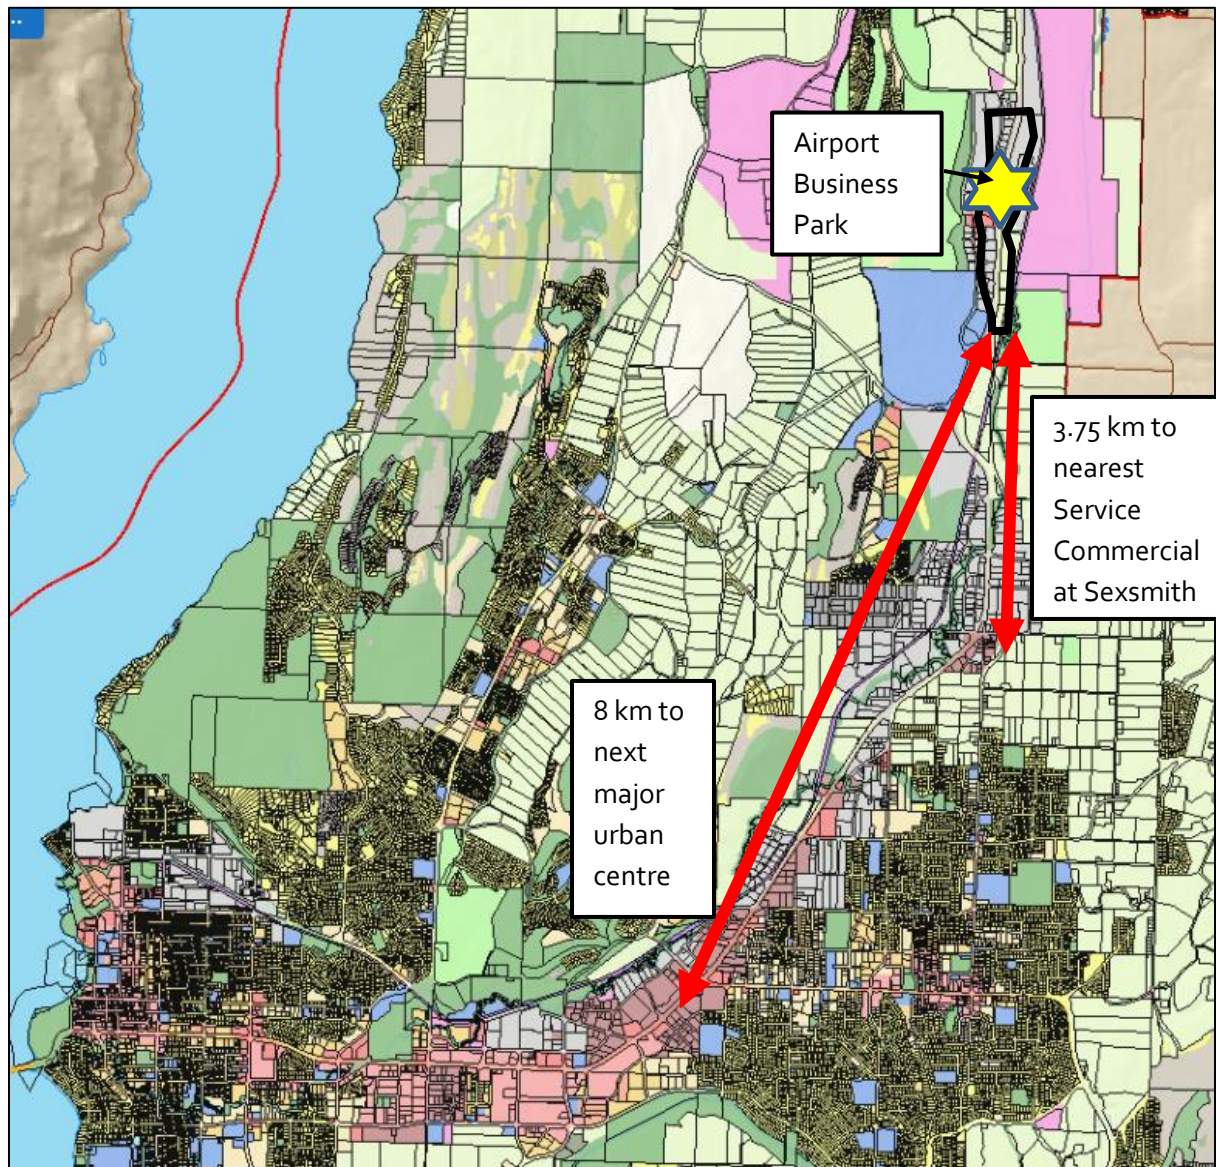 ..
Airport
Business
Park
3.75 km to
nearest
Service
Commercial
at Sexsmith
8 km to
next
major
urban
centre